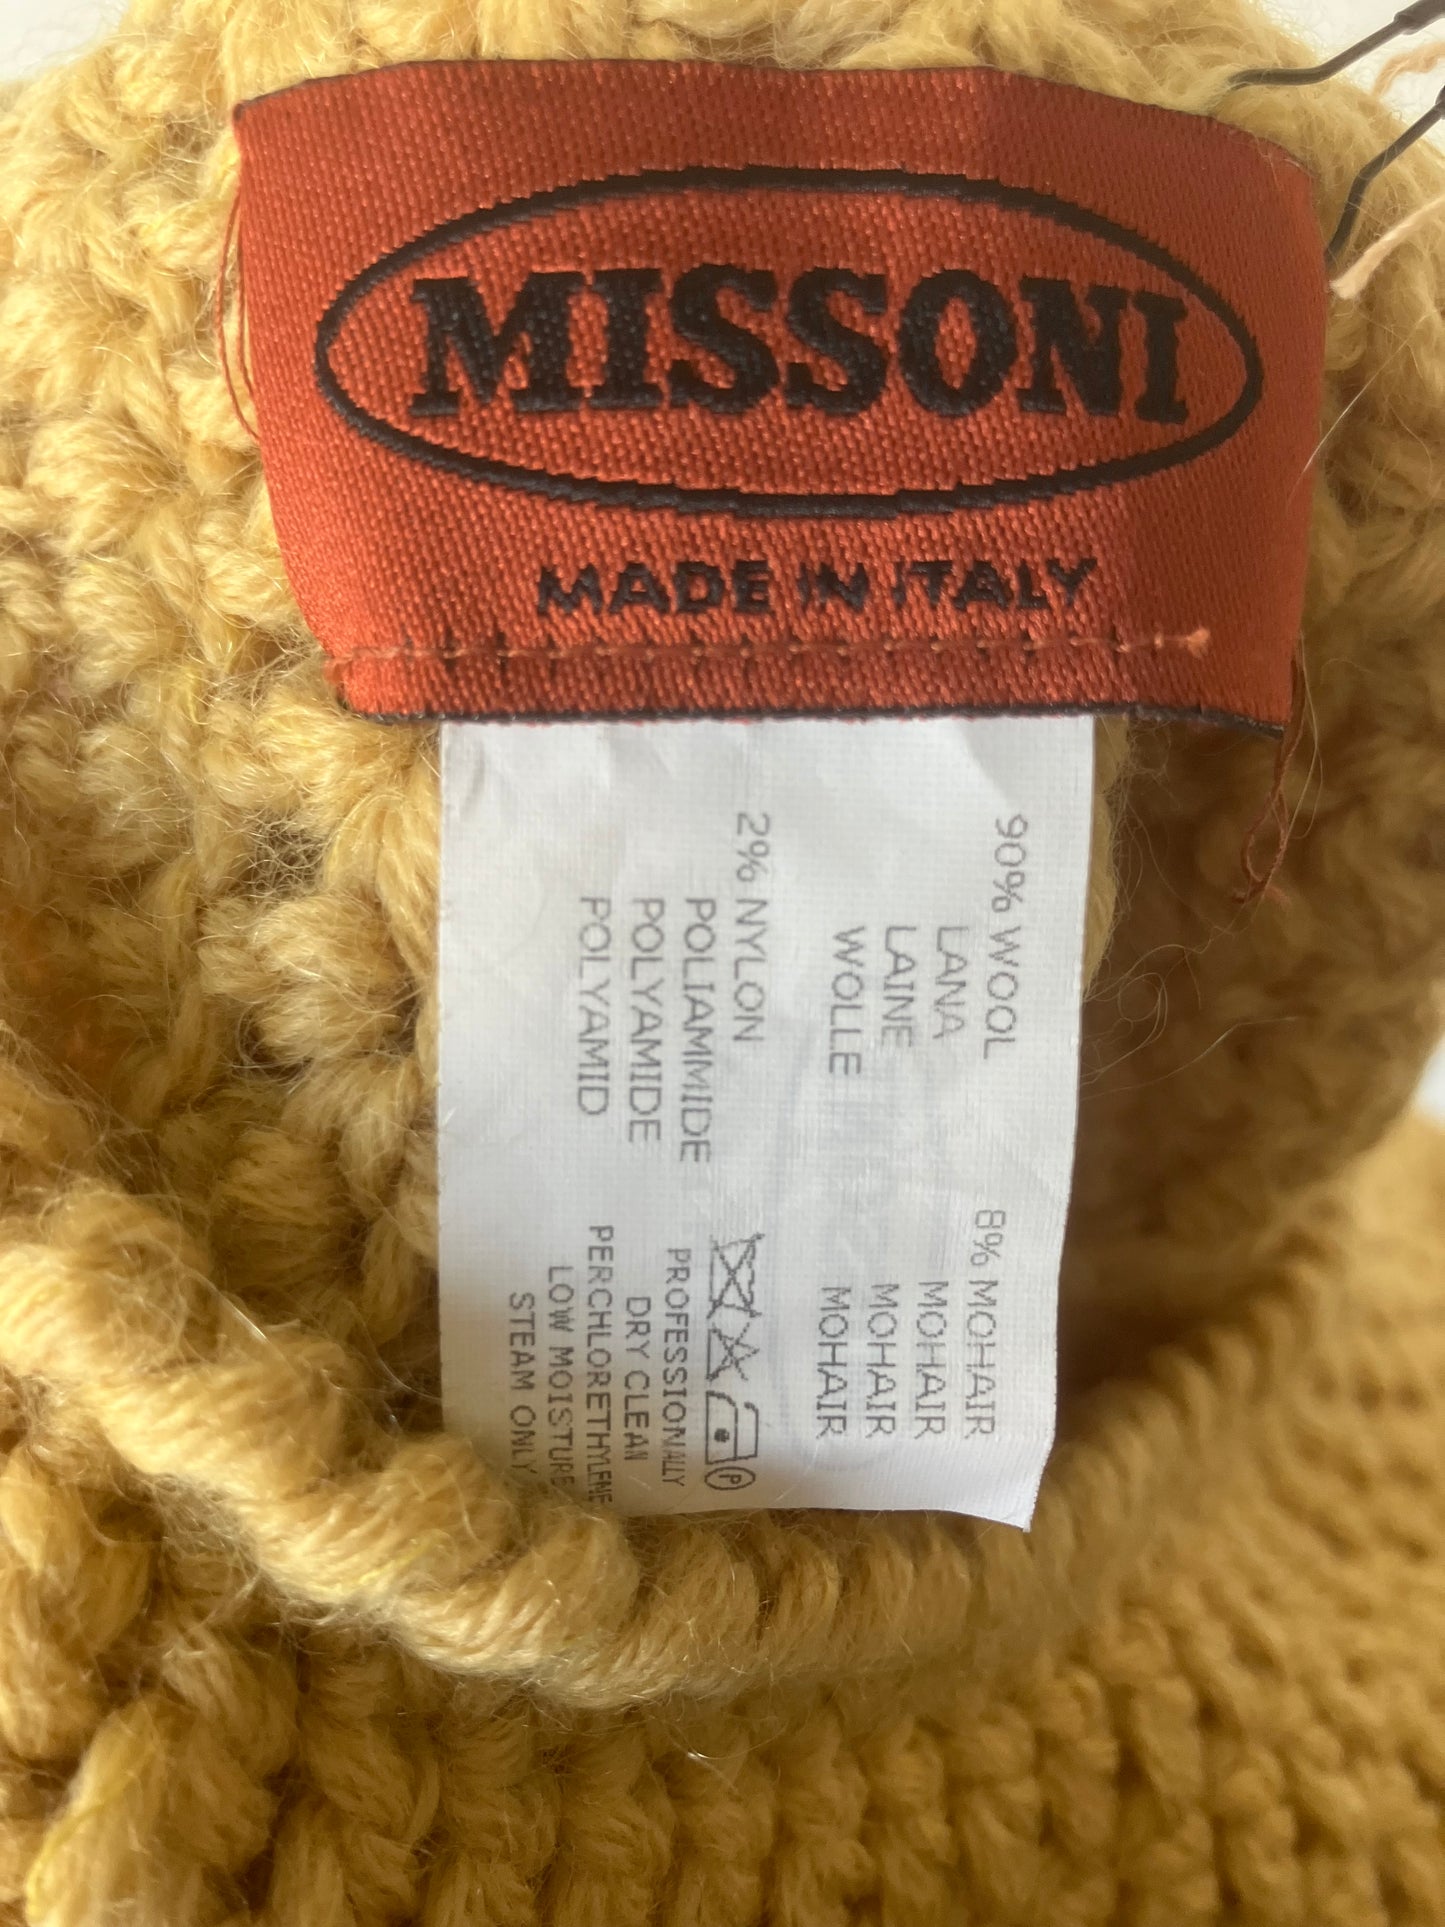 MISSONI
MADE IN ITALY
90% WOOL
LANA
LAINE
WOLLE
2% NYLON
POLIAMMIDE
POLYAMIDE
POLYAMID
8% MOHAIR
MOHAIR
MOHAIR
MOHAIR
P
PROFESSIONALLY
DRY CLEAN
PERCHLORETHYLENE
LOW MOISTURE
STEAM ONLY